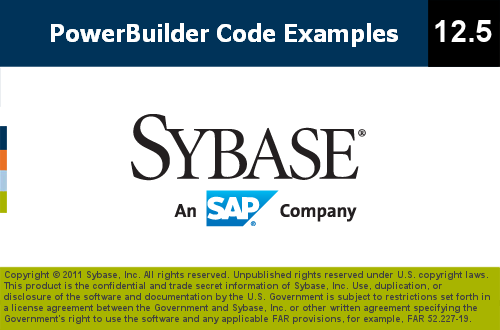 PowerBuilder Code Examples 12.5
SYBASE®
An SAP® Company
Copyright © 2011 Sybase, Inc. All rights reserved. Unpublished rights reserved under U.S. copyright laws.
This product is the confidential and trade secret information of Sybase, Inc. Use, duplication, or
disclosure of the software and documentation by the U.S. Government is subject to restrictions set forth in
a license agreement between the Government and Sybase, Inc. or other written agreement specifying the
Government's right to use the software and any applicable FAR provisions, for example, FAR 52.227-19.